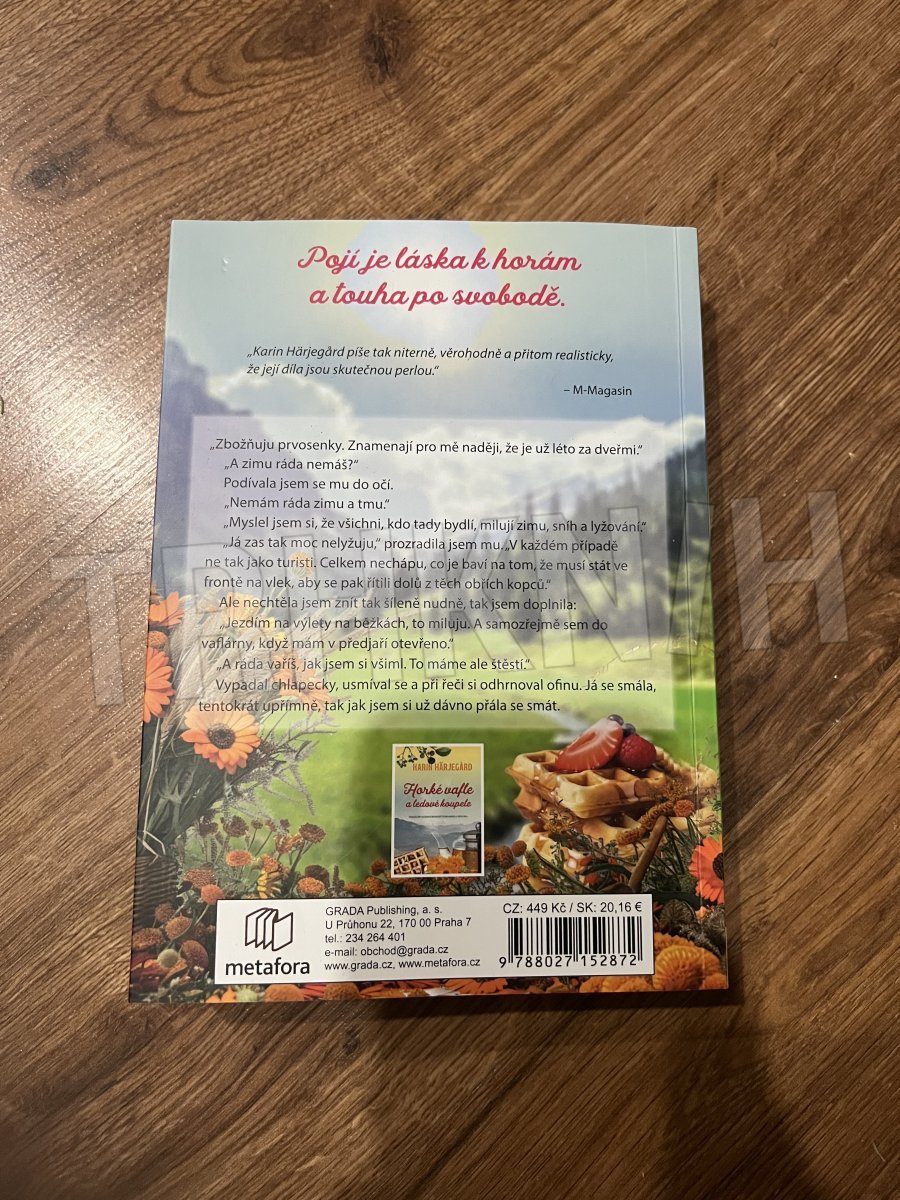 Pojí je láska k horám
a touha po svobodě.
„Karin Härjegård píše tak niterně, věrohodně a přitom realisticky,
že její díla jsou skutečnou perlou.“
– M-Magasin
„Zbožňuju prvosenky. Znamenají pro mě naději, že je už léto za dveřmi.“
„A zimu ráda nemáš?“
Podívala jsem se mu do očí.
„Nemám ráda zimu a tmu.“
„Myslel jsem si, že všichni, kdo tady bydlí, milují zimu, sníh a lyžování.“
„Já zas tak moc nelyžuju,“ prozradila jsem mu. „V každém případě
ne tak jako turisti. Celkem nechápu, co je baví na tom, že musí stát ve
frontě na vlek, aby se pak řítili dolů z těch obřích kopců.“
Ale nechtěla jsem znít tak šíleně nudně, tak jsem doplnila:
„Jezdím na výlety na běžkách, to miluju. A samozřejmě sem do
vaflárny, když mám v předjaří otevřeno.“
„A ráda vaříš, jak jsem si všiml. To máme ale štěstí.“
Vypadal chlapecky, usmíval se a při řeči si odhrnoval ofinu. Já se smála,
tentokrát upřímně, tak jak jsem si už dávno přála se smát.
KARIN HÄRJEGÅRD
Horké vafle
a ledové koupele
metafora
GRADA Publishing, a. s.
U Průhonu 22, 170 00 Praha 7
tel.: 234 264 401
e-mail: obchod@grada.cz
www.grada.cz, www.metafora.cz
CZ: 449 Kč / SK: 20,16 €
9 788027 152872